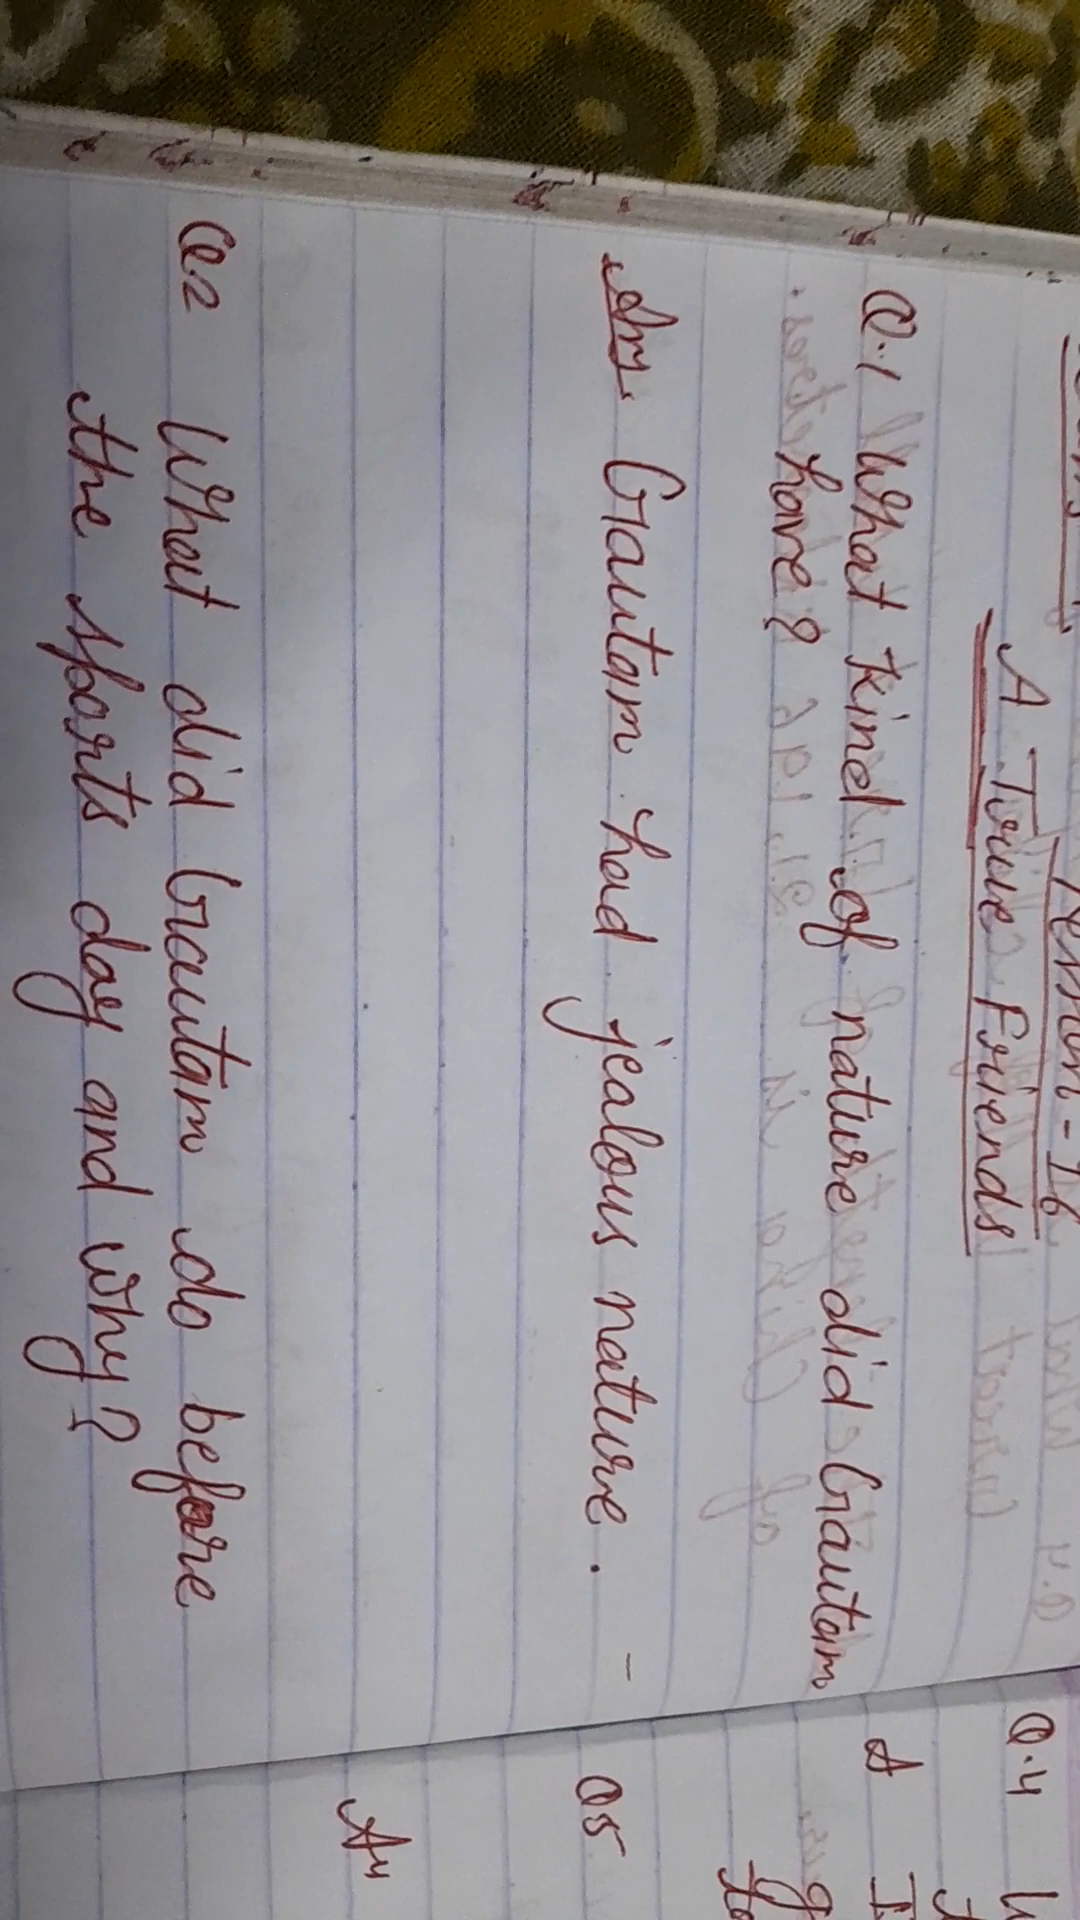 A True Friends
Q.1 What kind of nature did Gautam
have?
Ans. Gautam had jealous nature.
Q.2 What did Gautam do before
the sports day and why?
Q.4
Q5